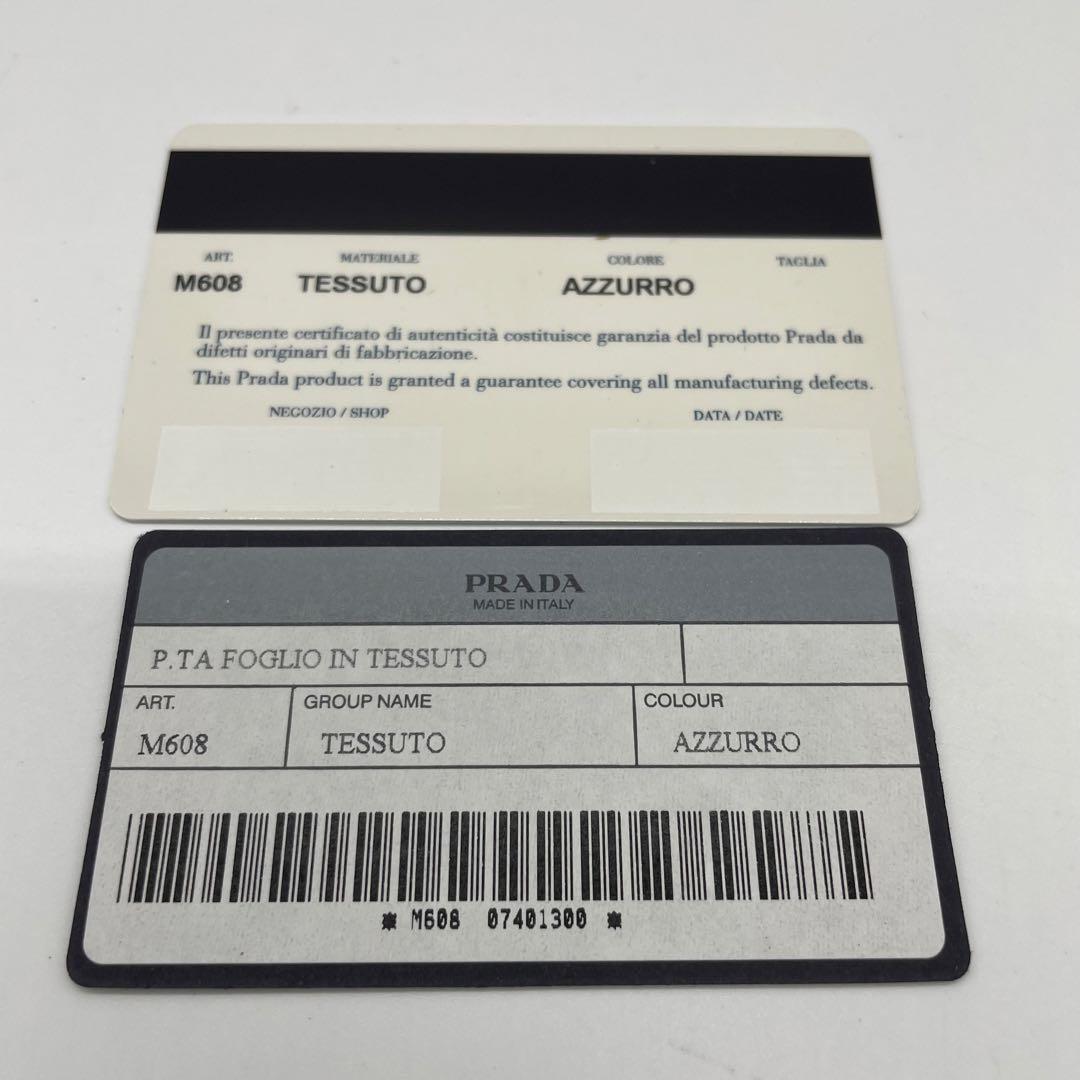 ART. MATERIALE COLORE TAGLIA
M608 TESSUTO AZZURRO
Il presente certificato di autenticità costituisce garanzia del prodotto Prada da
difetti originari di fabbricazione.
This Prada product is granted a guarantee covering all manufacturing defects.
NEGOZIO / SHOP DATA / DATE
PRADA
MADE IN ITALY
P.TA FOGLIO IN TESSUTO
ART. GROUP NAME COLOUR
M608 TESSUTO AZZURRO
* M608 07401300 *